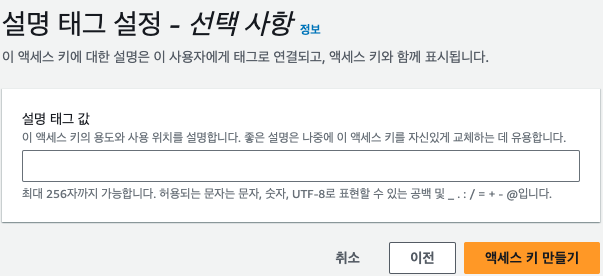 설명 태그 설정 - 선택 사항 정보
이 액세스 키에 대한 설명은 이 사용자에게 태그로 연결되고, 액세스 키와 함께 표시됩니다.
설명 태그 값
이 액세스 키의 용도와 사용 위치를 설명합니다. 좋은 설명은 나중에 이 액세스 키를 자신있게 교체하는 데 유용합니다.
최대 256자까지 가능합니다. 허용되는 문자는 문자, 숫자, UTF-8로 표현할 수 있는 공백 및 _ . : / = + - @입니다.
취소 이전 액세스 키 만들기